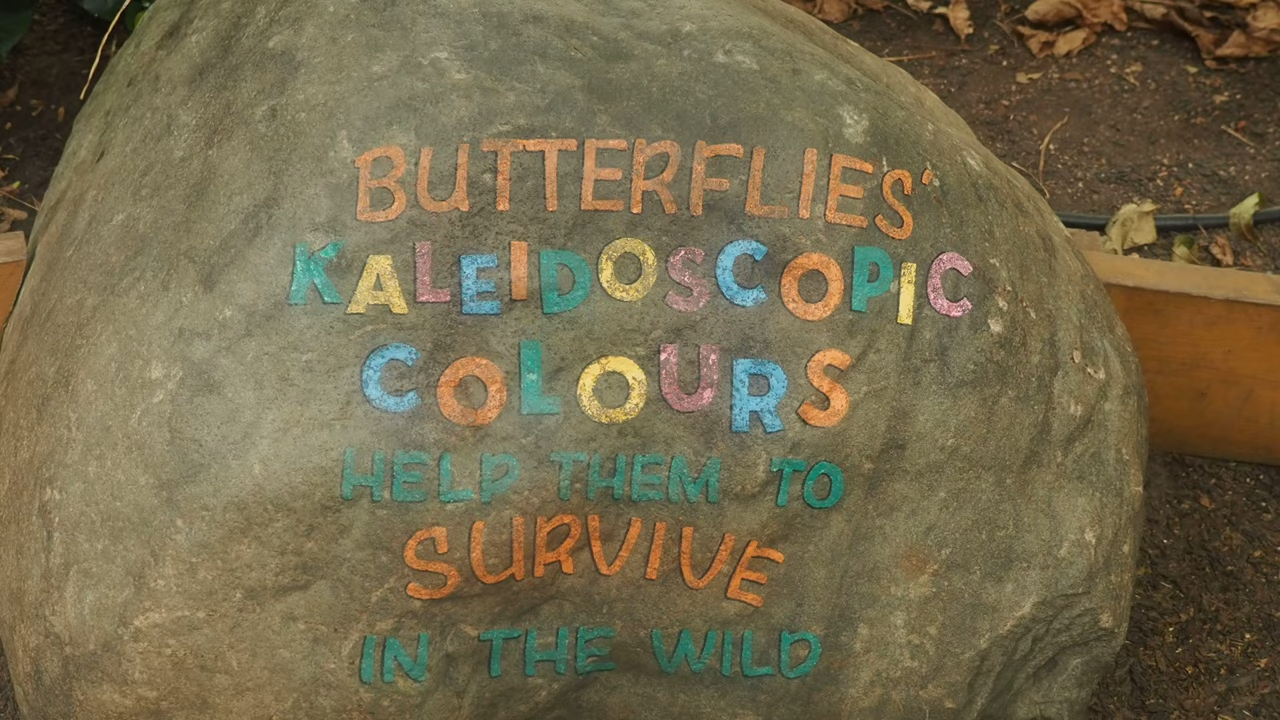 BUTTERFLIES'
KALEIDOSCOPIC
COLOURS
HELP THEM TO
SURVIVE
IN THE WILD